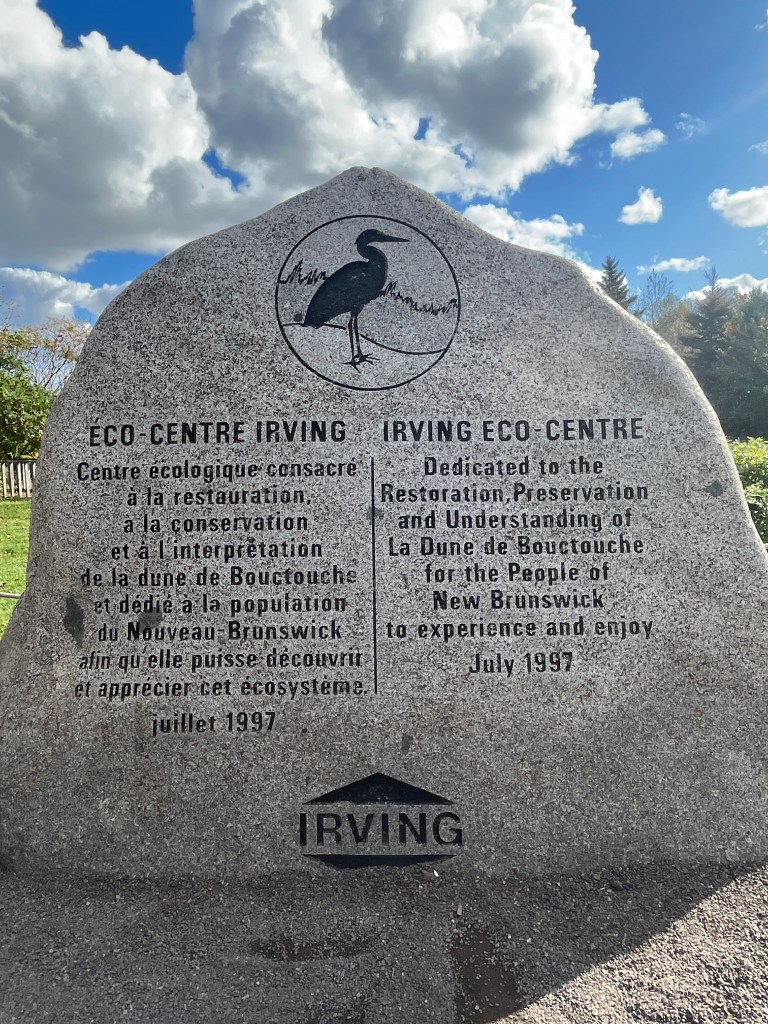 ÉCO-CENTRE IRVING
Centre écologique consacré
à la restauration,
à la conservation
et à l'interprétation
de la dune de Bouctouche
et dédié à la population
du Nouveau-Brunswick
afin qu'elle puisse découvrir
et apprécier cet écosystème.
juillet 1997
IRVING ECO-CENTRE
Dedicated to the
Restoration, Preservation
and Understanding of
La Dune de Bouctouche
for the People of
New Brunswick
to experience and enjoy
July 1997
IRVING